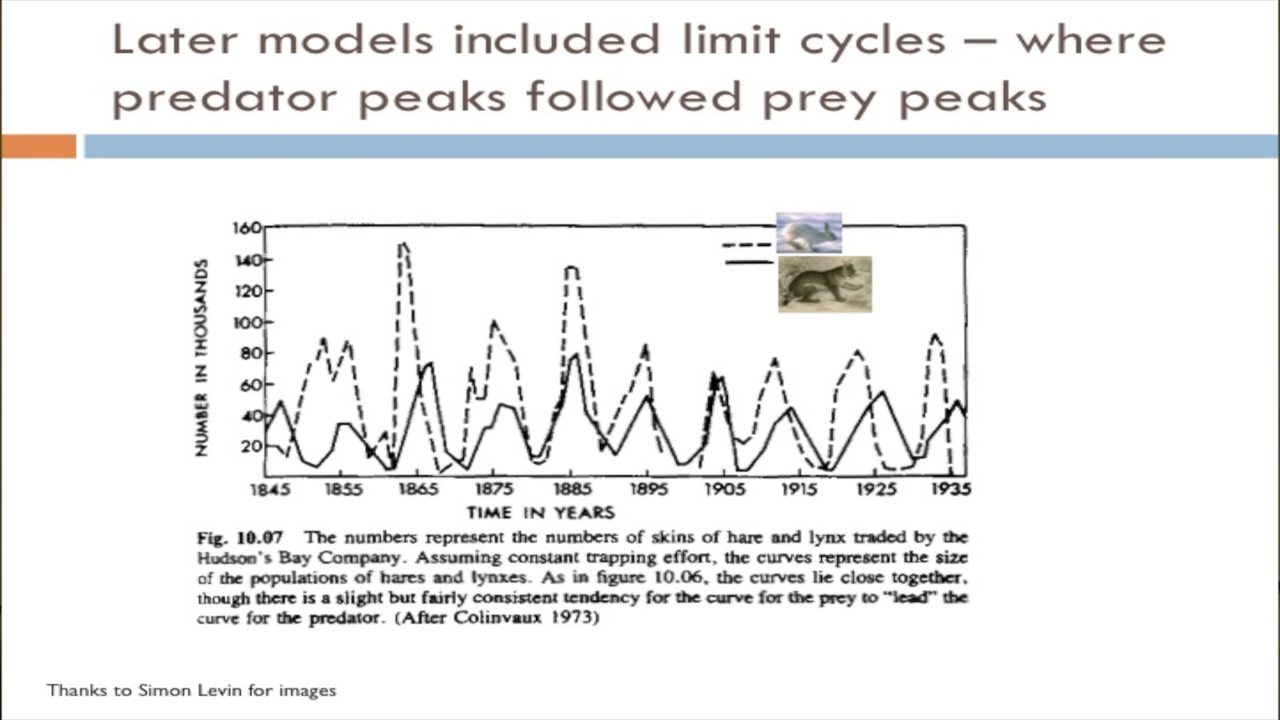 Later models included limit cycles – where
predator peaks followed prey peaks
160
140
120
100
80
60
40
20
NUMBER IN THOUSANDS
1845 1855 1865 1875 1885 1895 1905 1915 1925 1935
TIME IN YEARS
Fig. 10.07 The numbers represent the numbers of skins of hare and lynx traded by the
Hudson's Bay Company. Assuming constant trapping effort, the curves represent the size
of the populations of hares and lynxes. As in figure 10.06, the curves lie close together,
though there is a slight but fairly consistent tendency for the curve for the prey to "lead" the
curve for the predator. (After Colinvaux 1973)
Thanks to Simon Levin for images